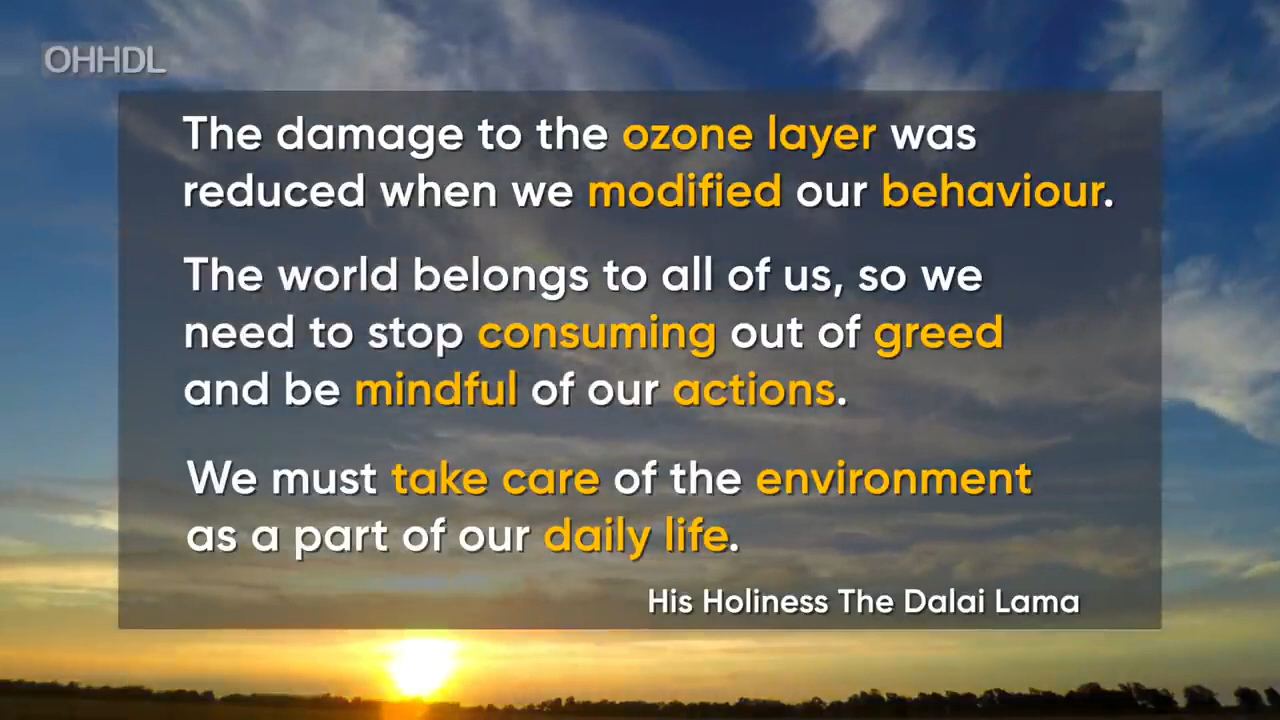 OHHDL
The damage to the ozone layer was
reduced when we modified our behaviour.
The world belongs to all of us, so we
need to stop consuming out of greed
and be mindful of our actions.
We must take care of the environment
as a part of our daily life.
His Holiness The Dalai Lama